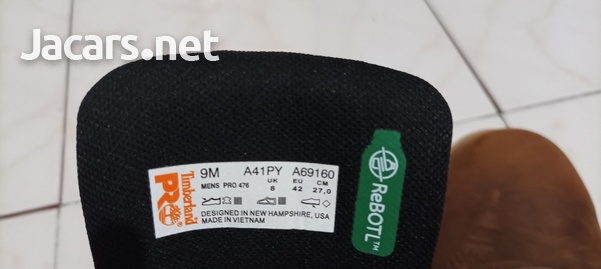 Jacars.net
Timberland
PRO®
9M A41PY A69160
UK EU CM
MENS PRO 476 8 42 27,0
DESIGNED IN NEW HAMPSHIRE, USA
MADE IN VIETNAM
ReBOTL™